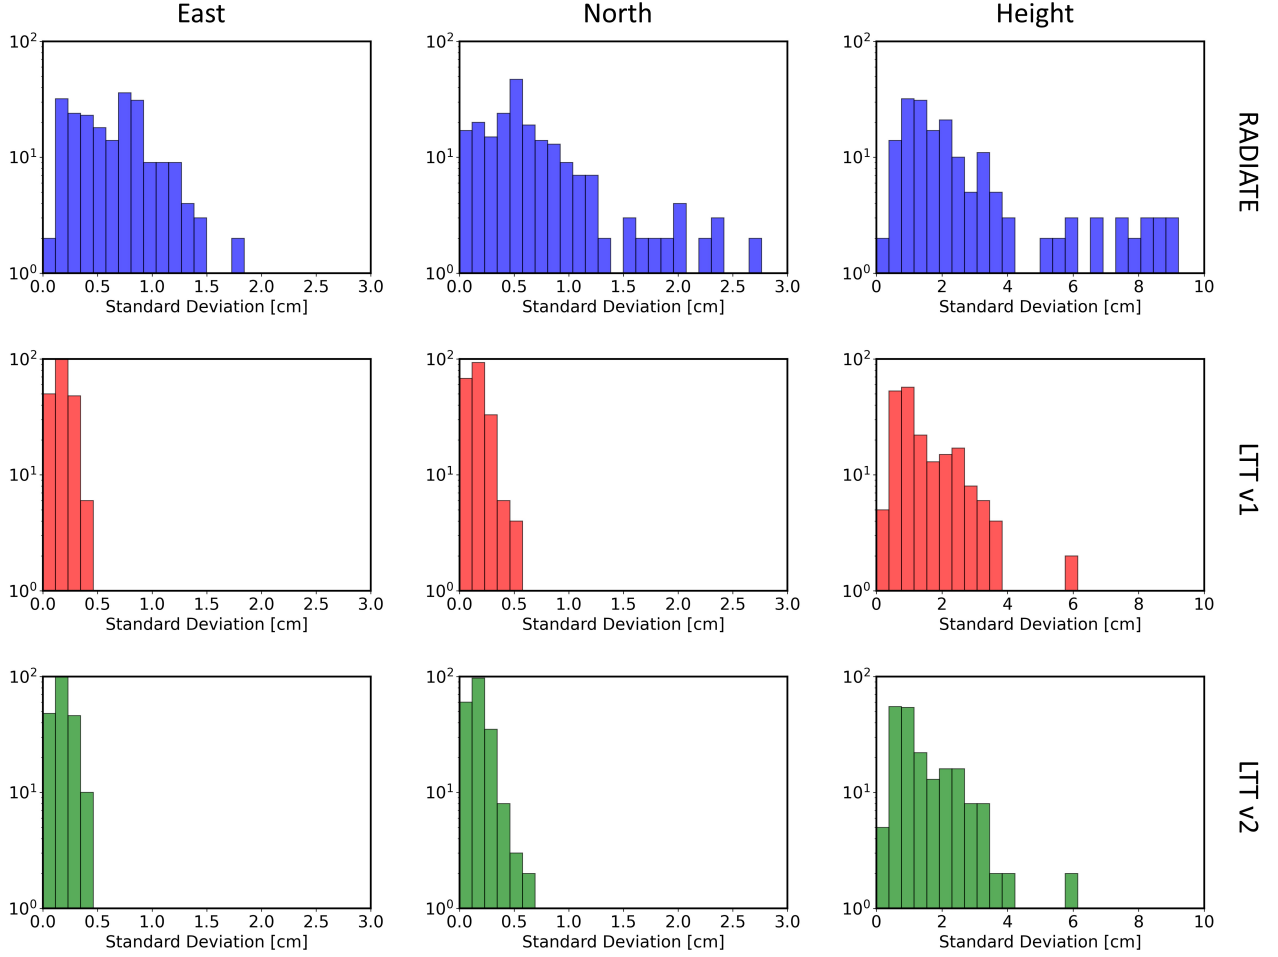 East North Height
10² 10² 10²
10¹ 10¹ 10¹
10⁰ 10⁰ 10⁰
0.0 0.5 1.0 1.5 2.0 2.5 3.0 0.0 0.5 1.0 1.5 2.0 2.5 3.0 0 2 4 6 8 10
Standard Deviation [cm] Standard Deviation [cm] Standard Deviation [cm]
RADIATE
10² 10² 10²
10¹ 10¹ 10¹
10⁰ 10⁰ 10⁰
0.0 0.5 1.0 1.5 2.0 2.5 3.0 0.0 0.5 1.0 1.5 2.0 2.5 3.0 0 2 4 6 8 10
Standard Deviation [cm] Standard Deviation [cm] Standard Deviation [cm]
LTT v1
10² 10² 10²
10¹ 10¹ 10¹
10⁰ 10⁰ 10⁰
0.0 0.5 1.0 1.5 2.0 2.5 3.0 0.0 0.5 1.0 1.5 2.0 2.5 3.0 0 2 4 6 8 10
Standard Deviation [cm] Standard Deviation [cm] Standard Deviation [cm]
LTT v2